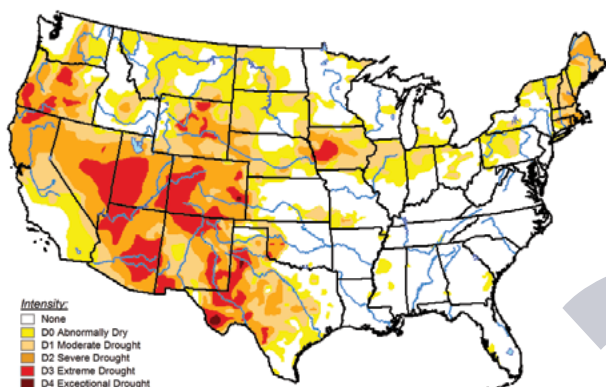 Intensity:
None
D0 Abnormally Dry
D1 Moderate Drought
D2 Severe Drought
D3 Extreme Drought
D4 Exceptional Drought